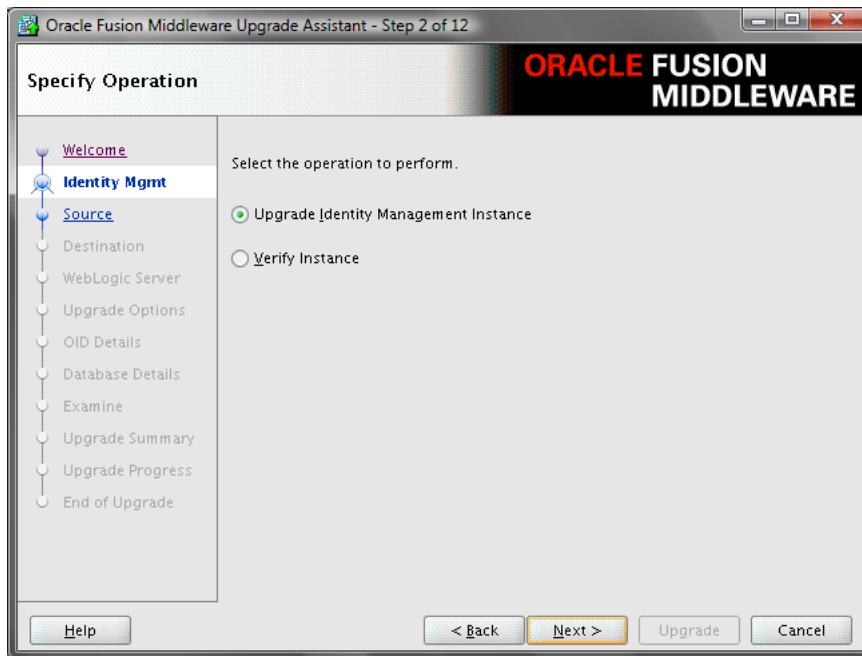 Oracle Fusion Middleware Upgrade Assistant - Step 2 of 12
Specify Operation
ORACLE FUSION
MIDDLEWARE
Welcome
Identity Mgmt
Source
Destination
WebLogic Server
Upgrade Options
OID Details
Database Details
Examine
Upgrade Summary
Upgrade Progress
End of Upgrade
Select the operation to perform.
Upgrade Identity Management Instance
Verify Instance
Help
< Back
Next >
Upgrade
Cancel